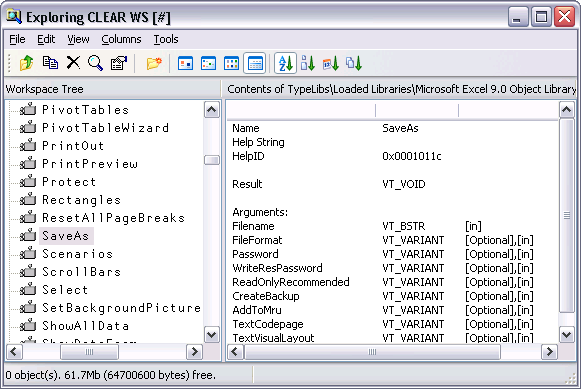 Exploring CLEAR WS [#]
File Edit View Columns Tools
Workspace Tree
Contents of TypeLibs\Loaded Libraries\Microsoft Excel 9.0 Object Library
PivotTables
PivotTableWizard
PrintOut
PrintPreview
Protect
Rectangles
ResetAllPageBreaks
SaveAs
Scenarios
ScrollBars
Select
SetBackgroundPicture
ShowAllData
ShowDataForm
Name SaveAs
Help String
HelpID 0x0001011c
Result VT_VOID
Arguments:
Filename VT_BSTR [in]
FileFormat VT_VARIANT [Optional],[in]
Password VT_VARIANT [Optional],[in]
WriteResPassword VT_VARIANT [Optional],[in]
ReadOnlyRecommended VT_VARIANT [Optional],[in]
CreateBackup VT_VARIANT [Optional],[in]
AddToMru VT_VARIANT [Optional],[in]
TextCodepage VT_VARIANT [Optional],[in]
TextVisualLayout VT_VARIANT [Optional],[in]
0 object(s). 61.7Mb (64700600 bytes) free.